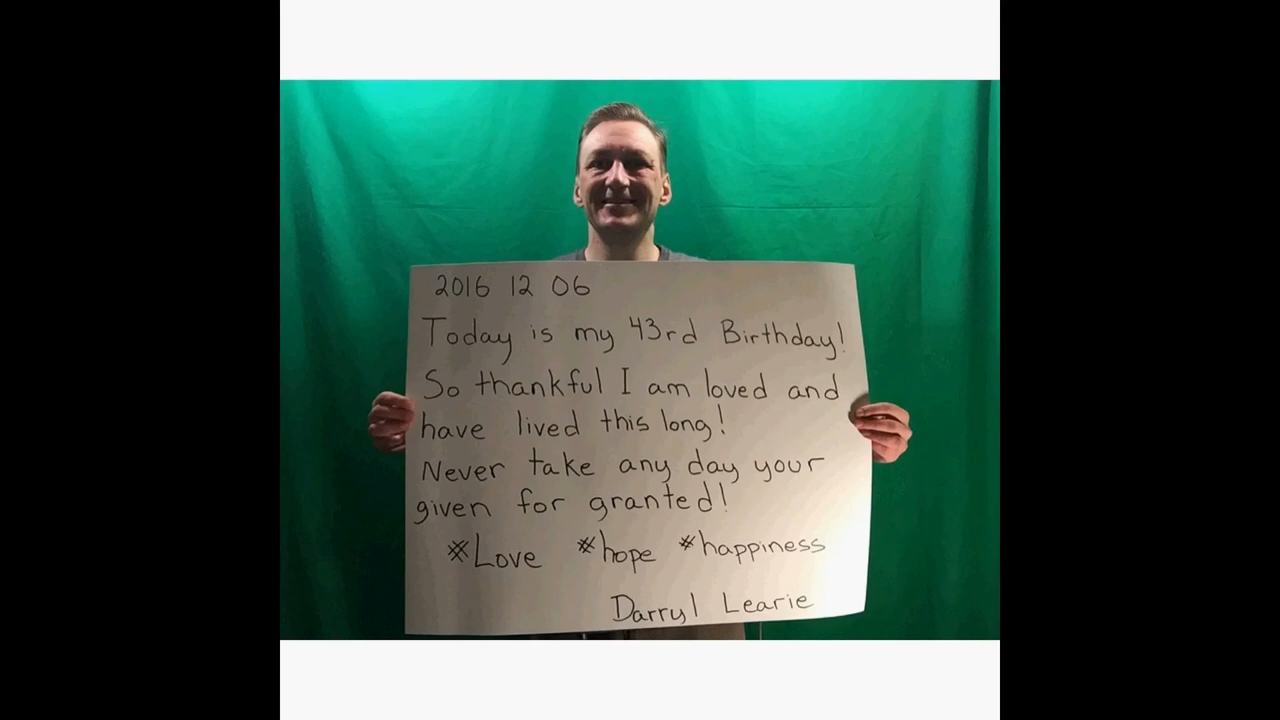 2016 12 06
Today is my 43rd Birthday!
So thankful I am loved and
have lived this long!
Never take any day your
given for granted!
#Love #hope #happiness
Darryl Learie